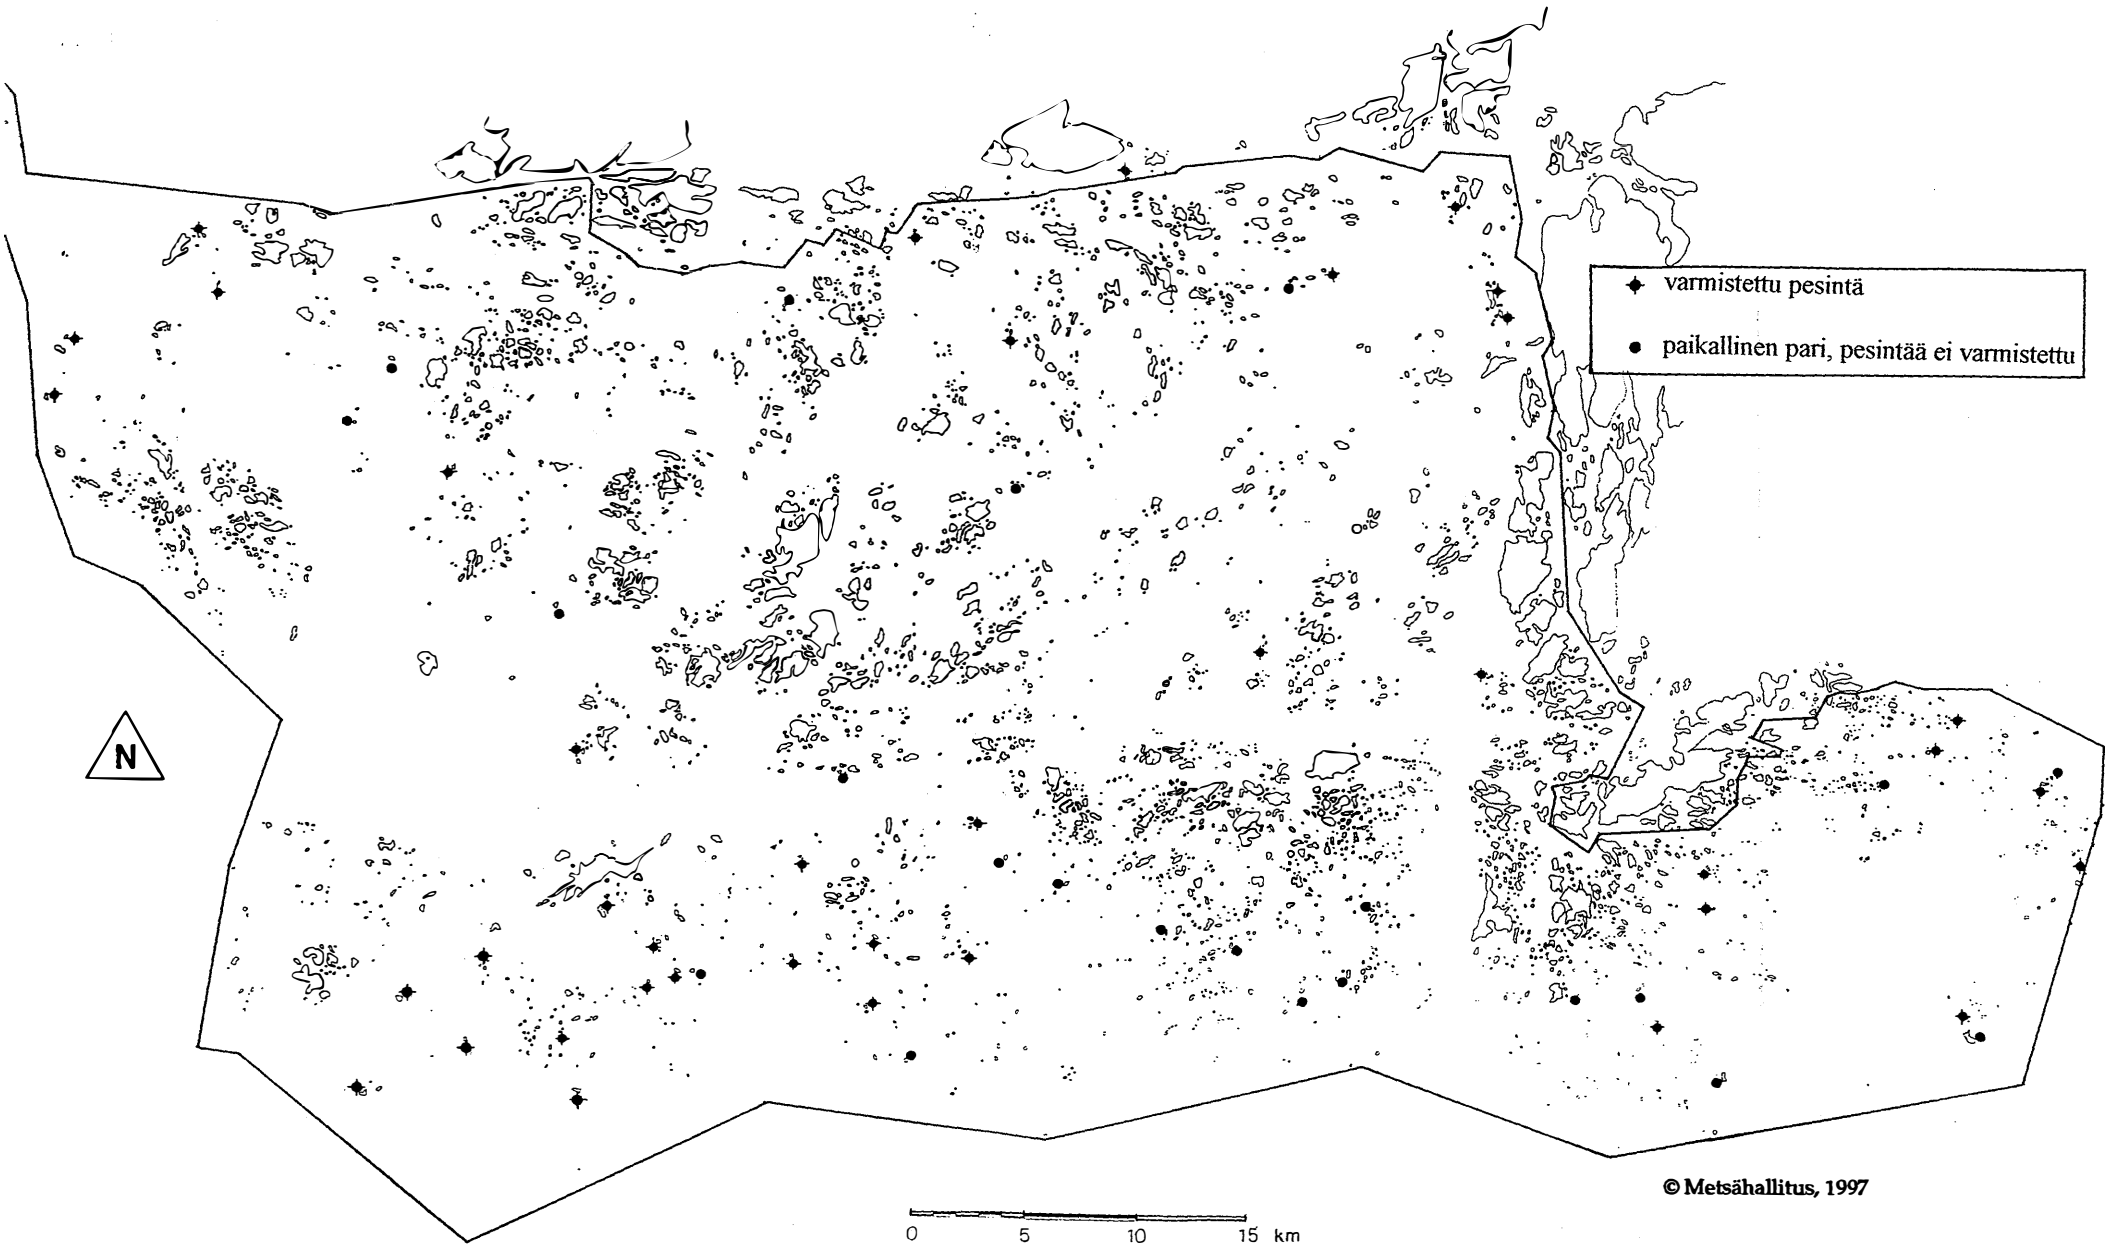 varmistettu pesintä
paikallinen pari, pesintää ei varmistettu
N
© Metsähallitus, 1997
0 5 10 15 km